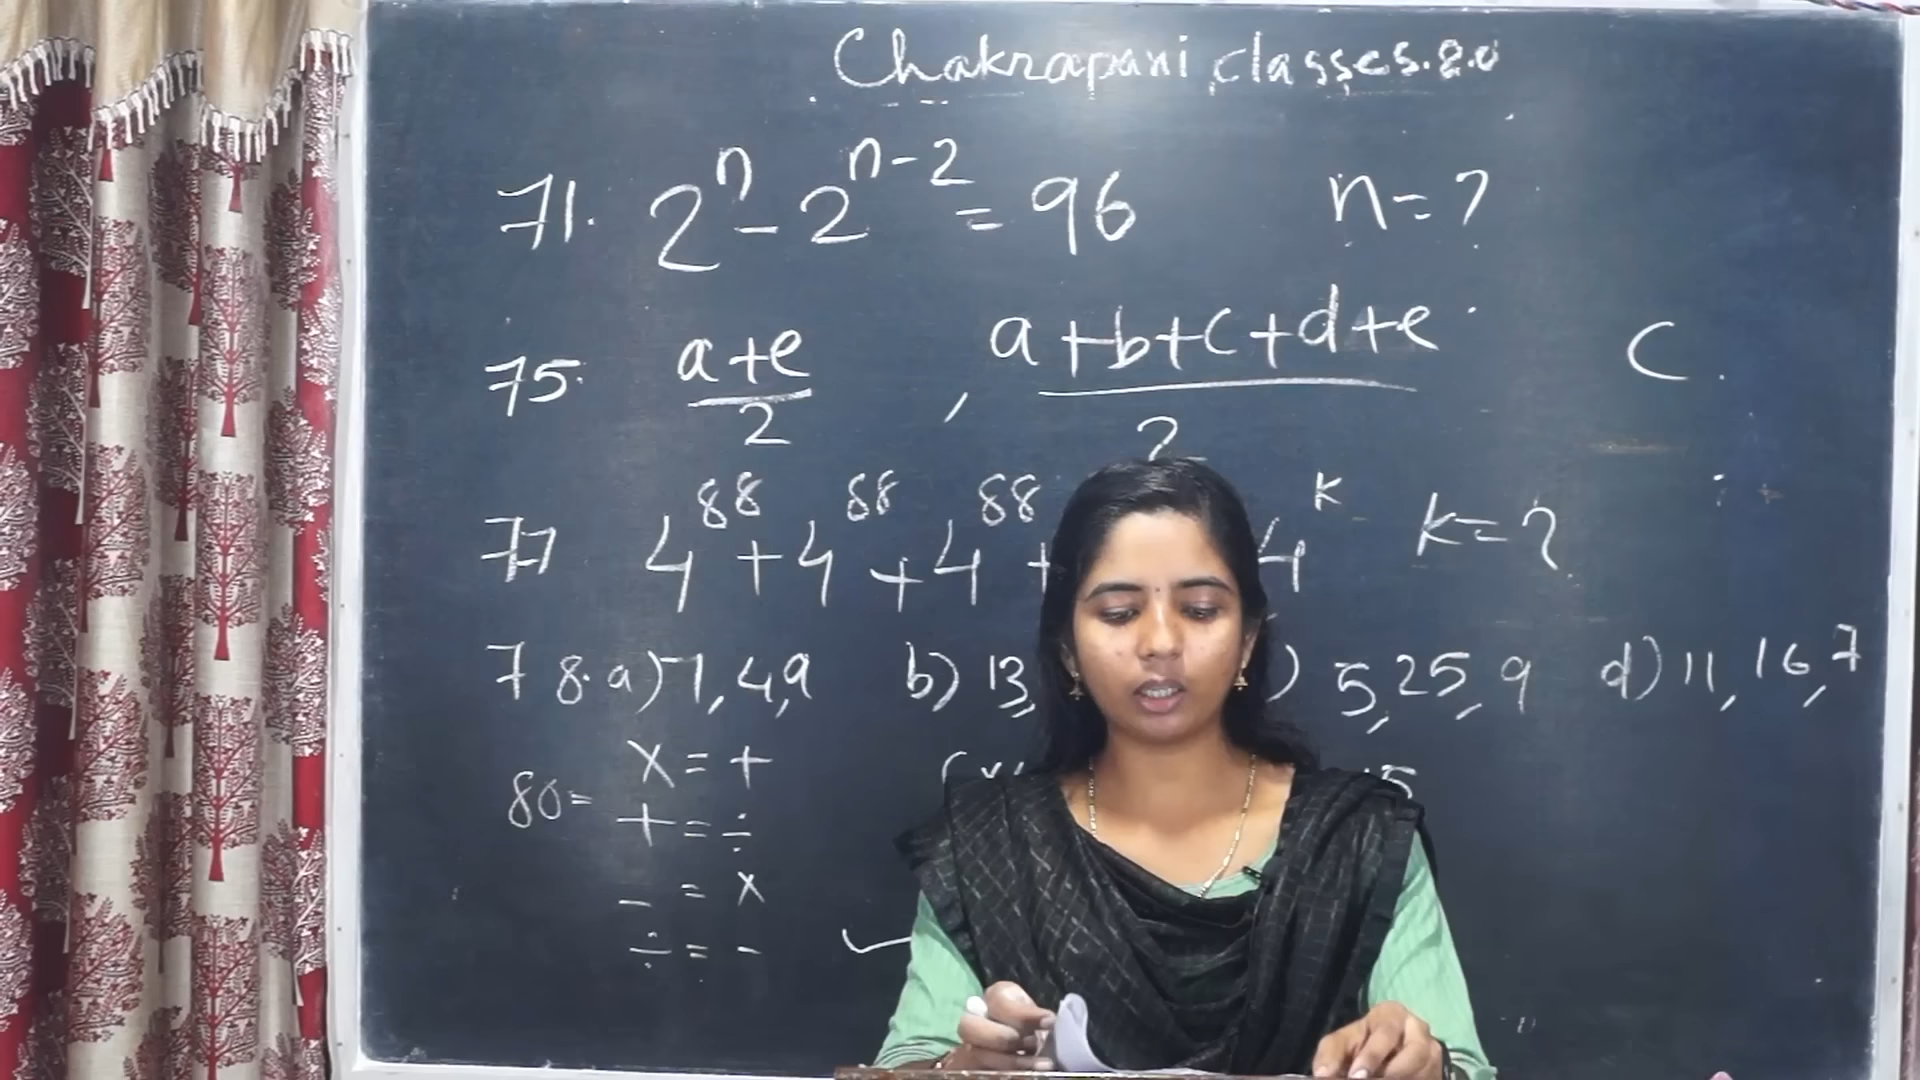 Chakrapani classes.2.0
71. 2^n - 2^(n-2) = 96 n = ?
75. (a+e)/2 , (a+b+c+d+e)/2 C.
77 4^88 + 4^88 + 4^88 + 4^k k = ?
78. a) 7, 4, 9 b) 13, ) 5, 25, 9 d) 11, 16, 7
80= × = +
+ = ÷
- = ×
÷ = -